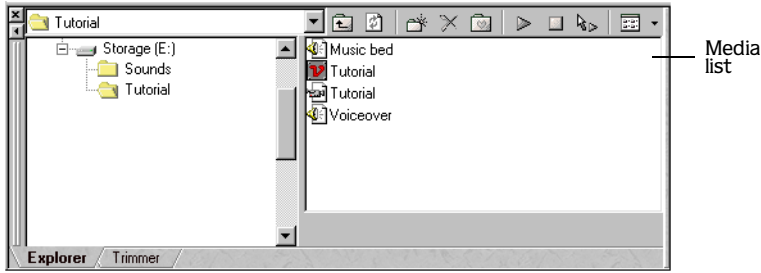 Tutorial
Storage (E:)
Sounds
Tutorial
Music bed
Tutorial
Tutorial
Voiceover
Media
list
Explorer
Trimmer